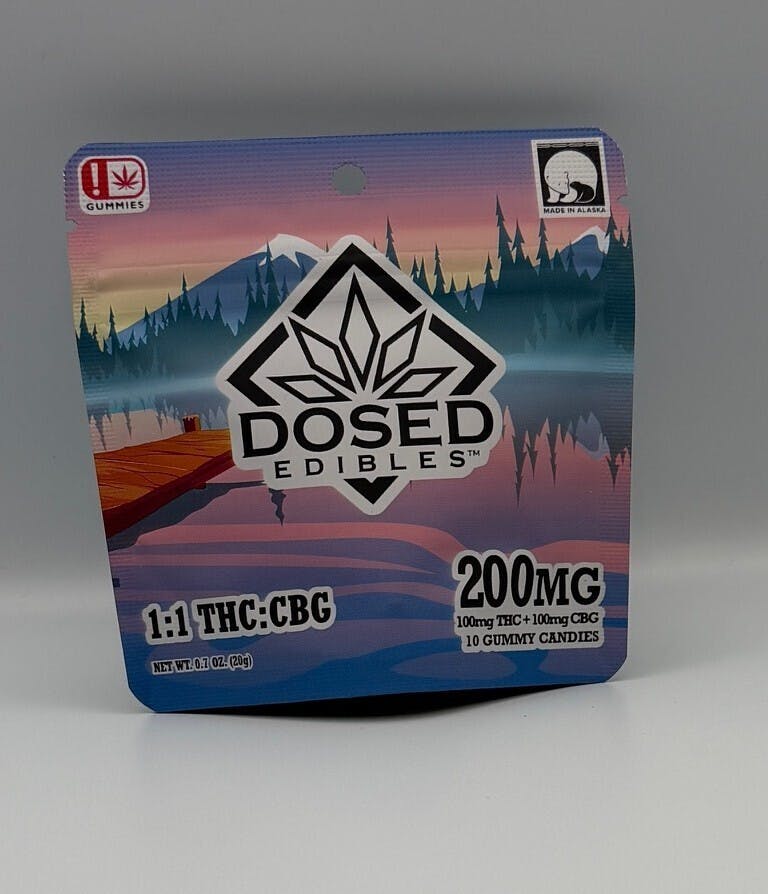 GUMMIES
MADE IN ALASKA
DOSED
EDIBLES™
1:1 THC:CBG
NET WT. 0.7 OZ. (20g)
200MG
100mg THC + 100mg CBG
10 GUMMY CANDIES